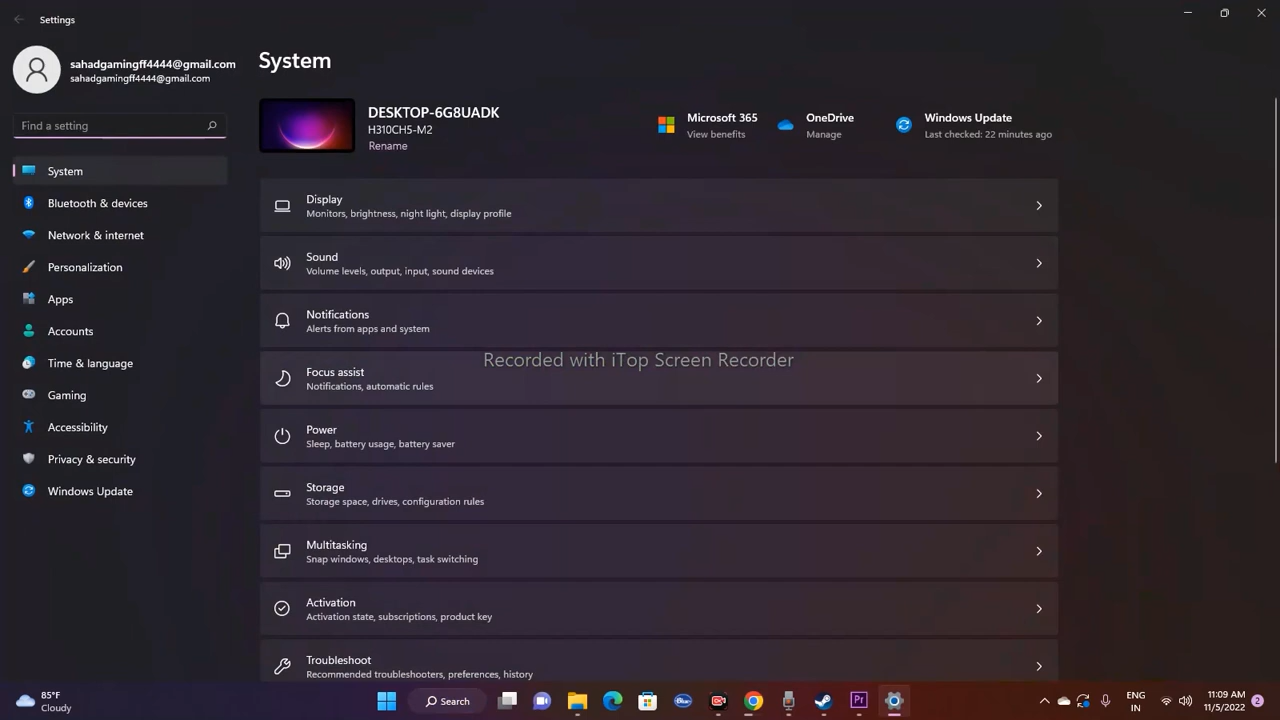 Settings
sahadgamingff4444@gmail.com
sahadgamingff4444@gmail.com
Find a setting
System
Bluetooth & devices
Network & internet
Personalization
Apps
Accounts
Time & language
Gaming
Accessibility
Privacy & security
Windows Update
System
DESKTOP-6G8UADK
H310CH5-M2
Rename
Microsoft 365
View benefits
OneDrive
Manage
Windows Update
Last checked: 22 minutes ago
Display
Monitors, brightness, night light, display profile
Sound
Volume levels, output, input, sound devices
Notifications
Alerts from apps and system
Recorded with iTop Screen Recorder
Focus assist
Notifications, automatic rules
Power
Sleep, battery usage, battery saver
Storage
Storage space, drives, configuration rules
Multitasking
Snap windows, desktops, task switching
Activation
Activation state, subscriptions, product key
Troubleshoot
Recommended troubleshooters, preferences, history
85°F
Cloudy
Search
Blue
Pr
ENG
IN
11:09 AM
11/5/2022
2